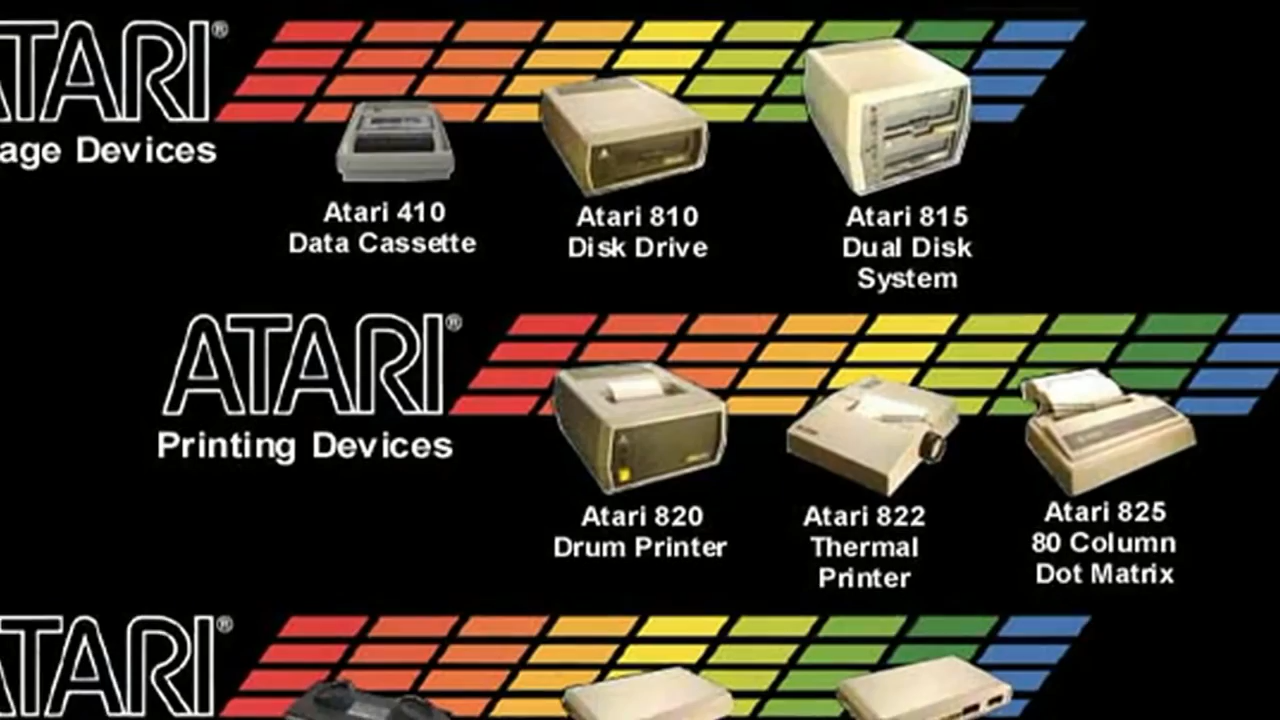 ATARI®
age Devices
Atari 410
Data Cassette
Atari 810
Disk Drive
Atari 815
Dual Disk
System
ATARI®
Printing Devices
Atari 820
Drum Printer
Atari 822
Thermal
Printer
Atari 825
80 Column
Dot Matrix
ATARI®